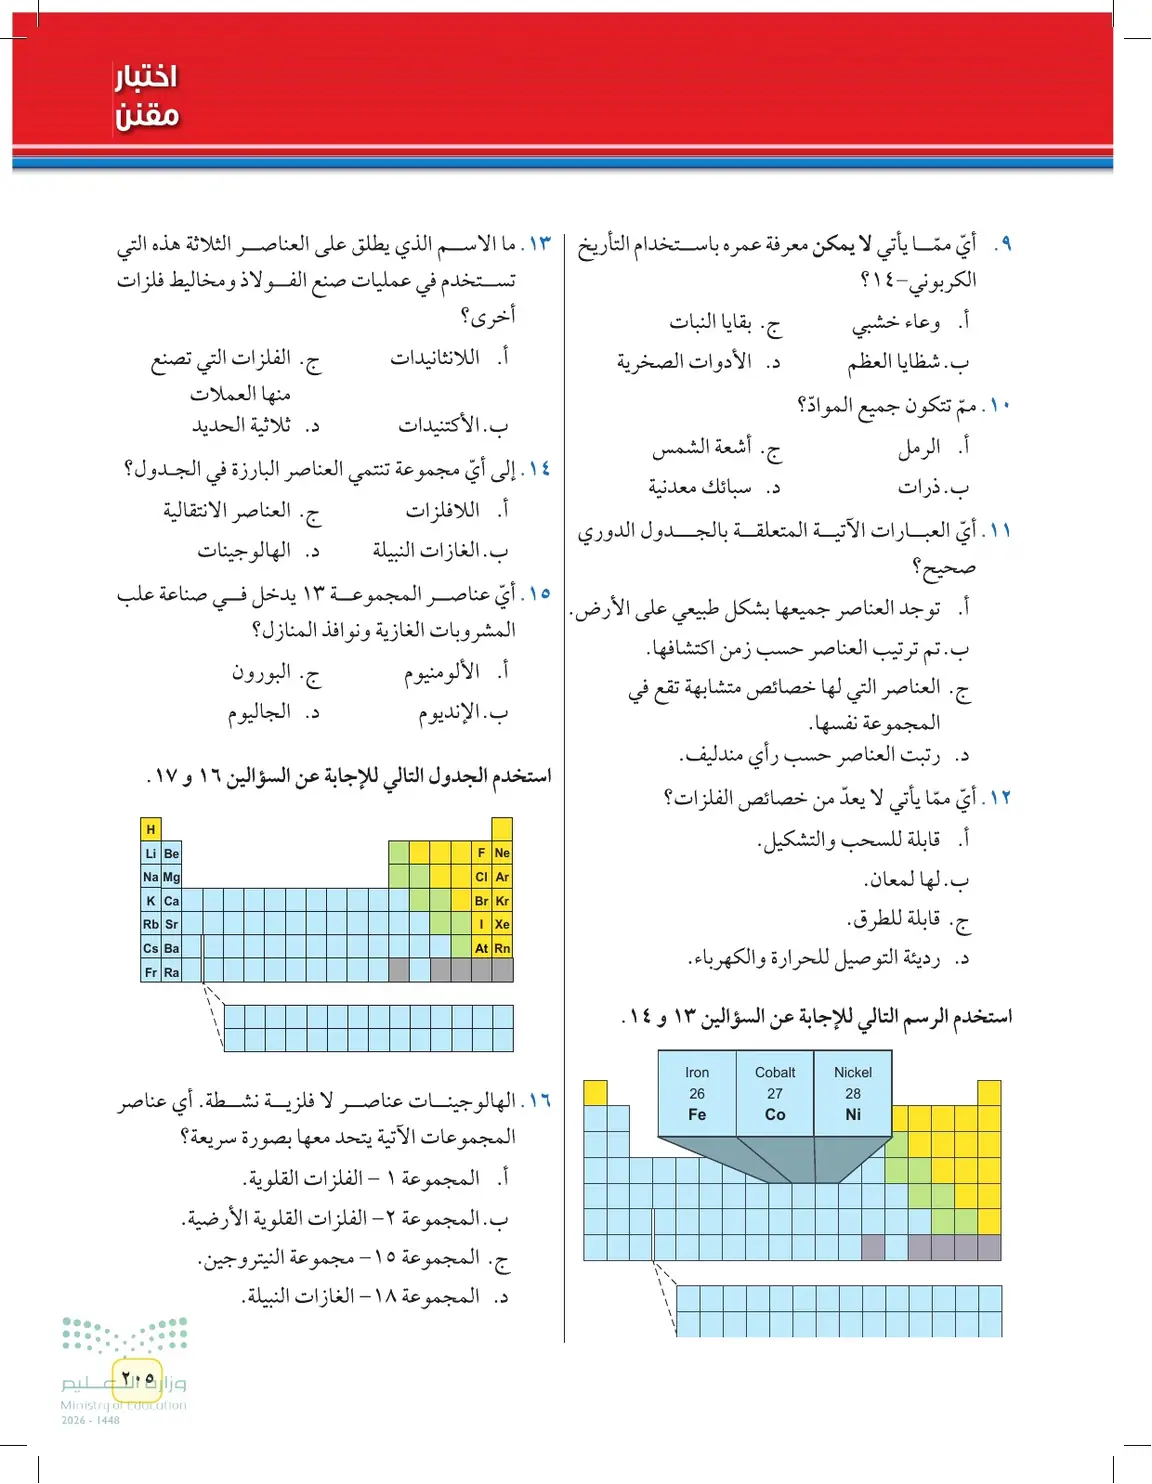 اختبار
مقنن
٩. أيّ ممّا يأتي لا يمكن معرفة عمره باستخدام التأريخ
الكربوني-١٤؟
أ. وعاء خشبي ج. بقايا النبات
ب. شظايا العظم د. الأدوات الصخرية
١٠. ممّ تتكون جميع الموادّ؟
أ. الرمل ج. أشعة الشمس
ب. ذرات د. سبائك معدنية
١١. أيّ العبارات الآتية المتعلقة بالجدول الدوري
صحيح؟
أ. توجد العناصر جميعها بشكل طبيعي على الأرض.
ب. تم ترتيب العناصر حسب زمن اكتشافها.
ج. العناصر التي لها خصائص متشابهة تقع في
المجموعة نفسها.
د. رتبت العناصر حسب رأي مندليف.
١٢. أيّ ممّا يأتي لا يعدّ من خصائص الفلزات؟
أ. قابلة للسحب والتشكيل.
ب. لها لمعان.
ج. قابلة للطرق.
د. رديئة التوصيل للحرارة والكهرباء.
استخدم الرسم التالي للإجابة عن السؤالين ١٣ و ١٤.
Iron Cobalt Nickel
26 27 28
Fe Co Ni
١٣. ما الاسم الذي يطلق على العناصر الثلاثة هذه التي
تستخدم في عمليات صنع الفولاذ ومخاليط فلزات
أخرى؟
أ. اللانثانيدات ج. الفلزات التي تصنع
منها العملات
ب. الأكتنيدات د. ثلاثية الحديد
١٤. إلى أيّ مجموعة تنتمي العناصر البارزة في الجدول؟
أ. اللافلزات ج. العناصر الانتقالية
ب. الغازات النبيلة د. الهالوجينات
١٥. أيّ عناصر المجموعة ١٣ يدخل في صناعة علب
المشروبات الغازية ونوافذ المنازل؟
أ. الألومنيوم ج. البورون
ب. الإنديوم د. الجاليوم
استخدم الجدول التالي للإجابة عن السؤالين ١٦ و ١٧.
H
Li Be F Ne
Na Mg Cl Ar
K Ca Br Kr
Rb Sr I Xe
Cs Ba At Rn
Fr Ra
١٦. الهالوجينات عناصر لا فلزية نشطة. أي عناصر
المجموعات الآتية يتحد معها بصورة سريعة؟
أ. المجموعة ١ - الفلزات القلوية.
ب. المجموعة ٢- الفلزات القلوية الأرضية.
ج. المجموعة ١٥- مجموعة النيتروجين.
د. المجموعة ١٨- الغازات النبيلة.
وزارة التعليم
٢٠٥
Ministry of Education
2026 - 1448